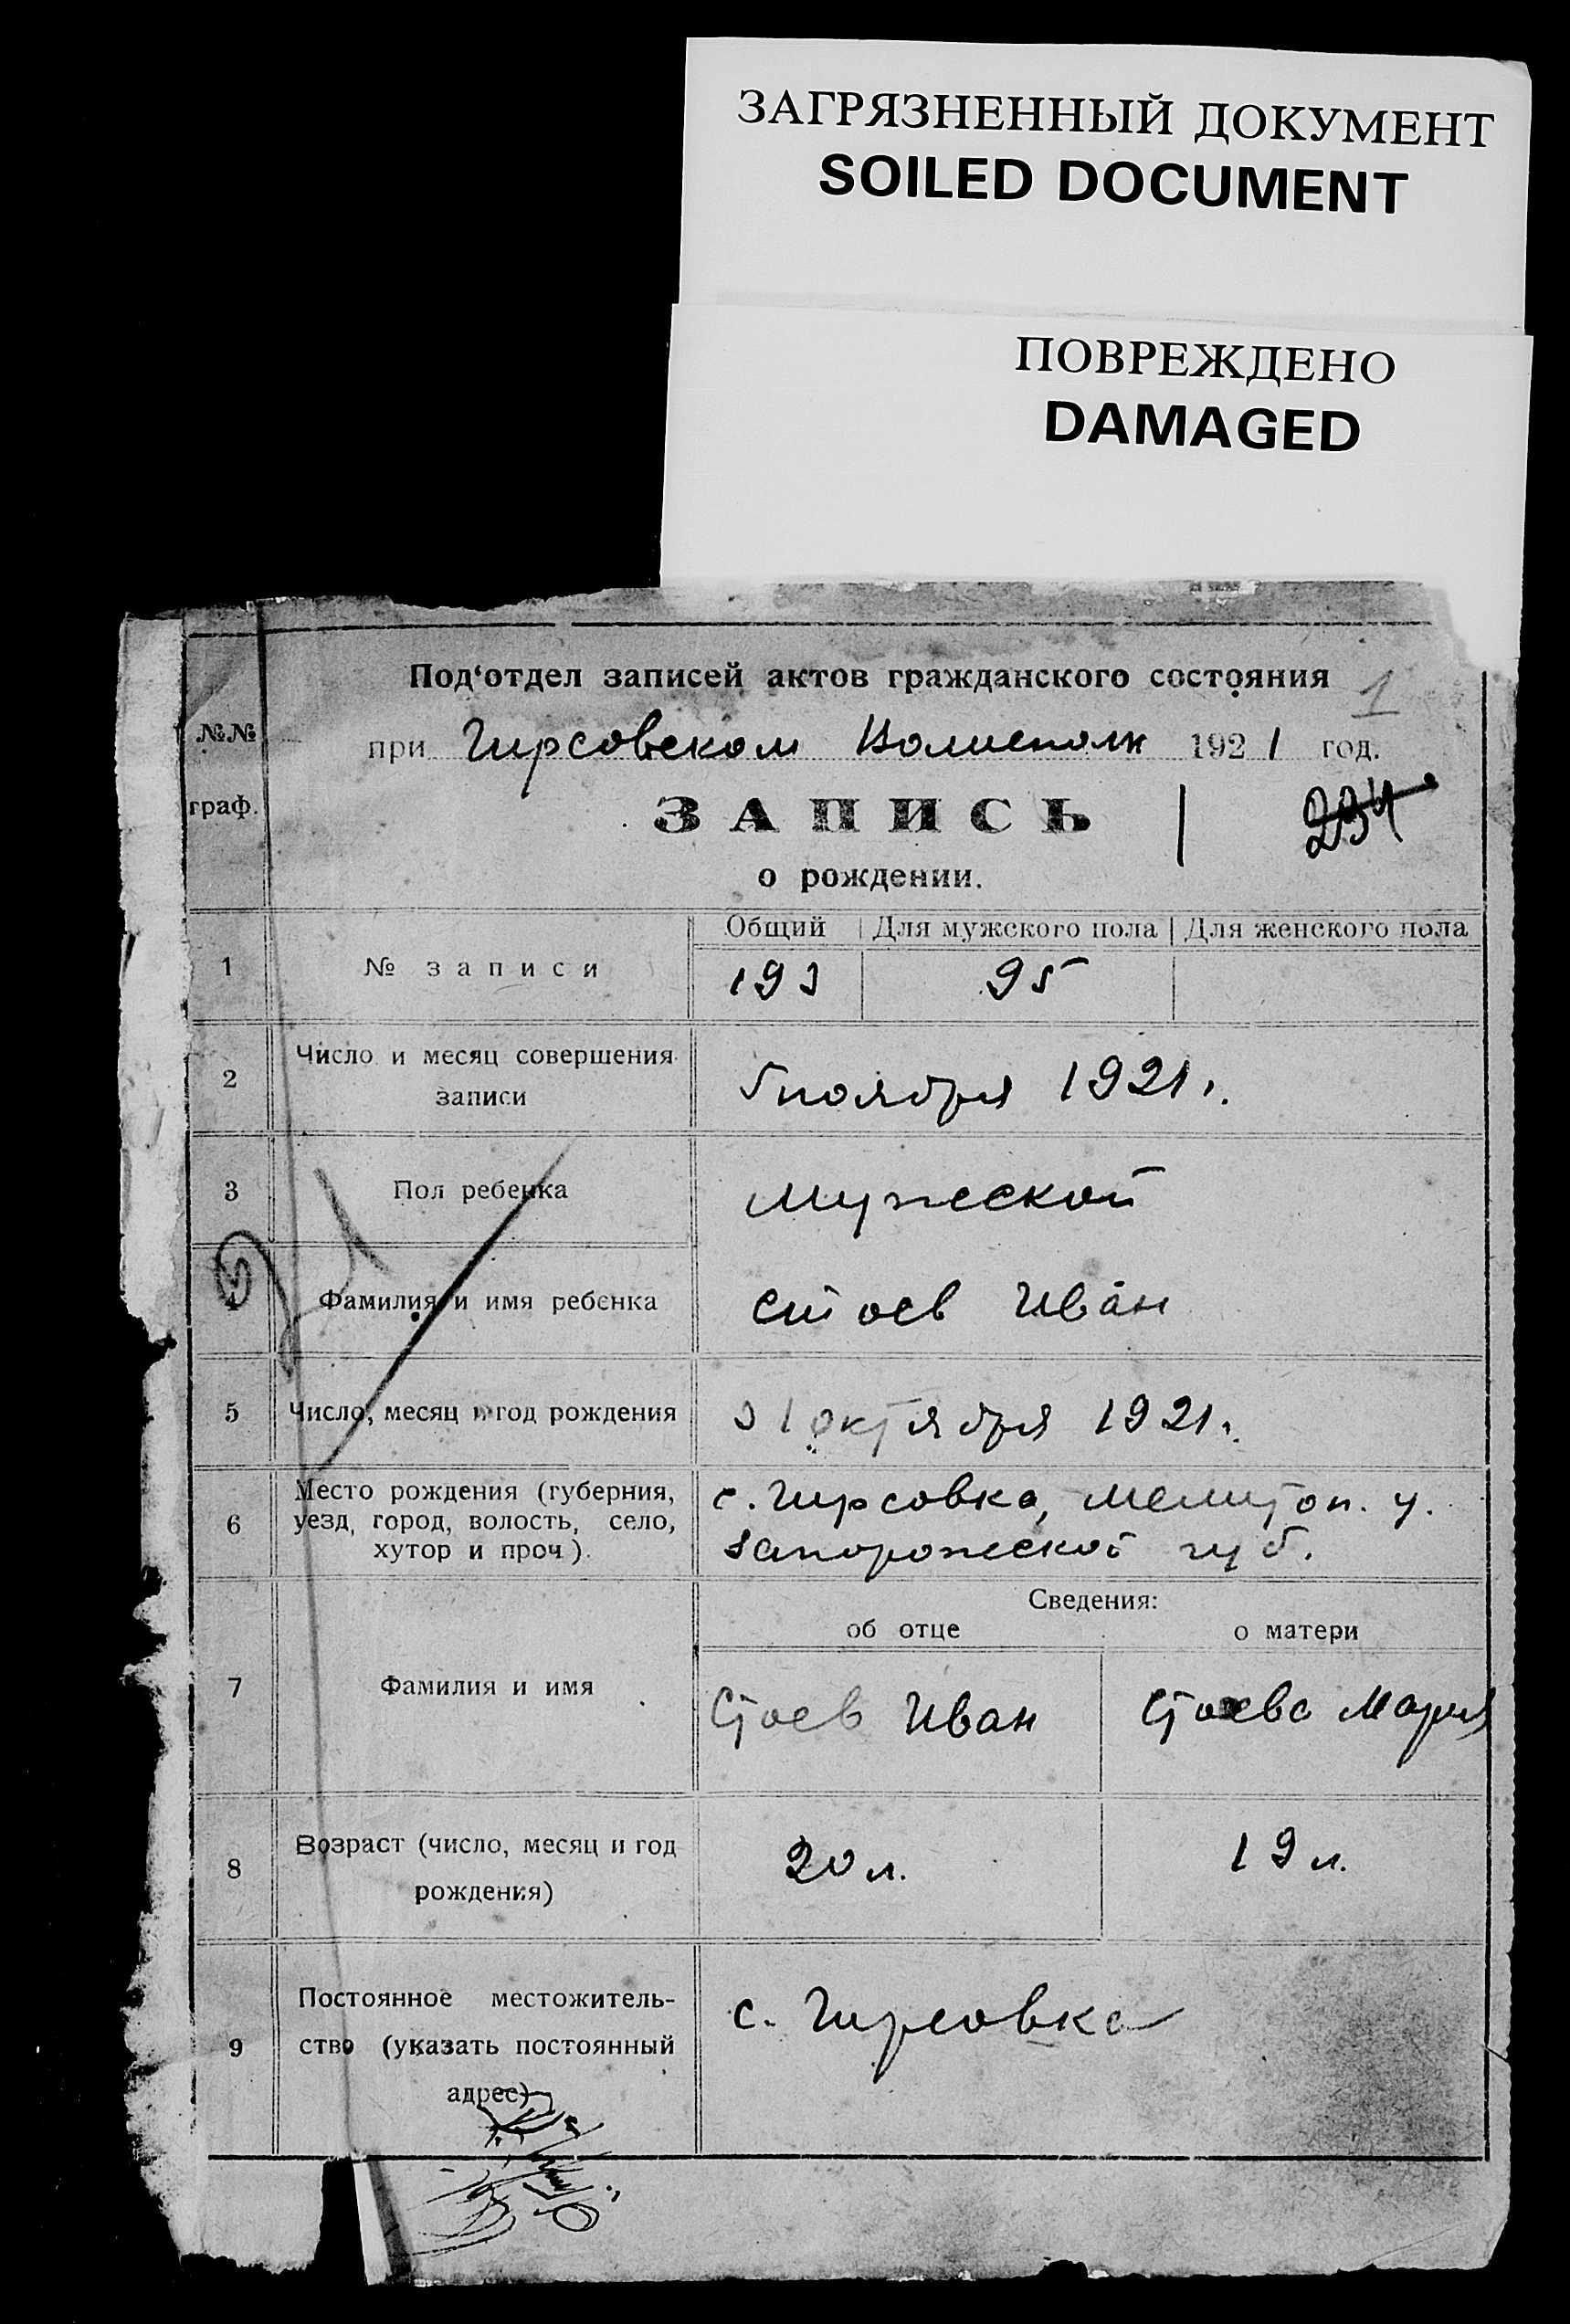 ЗАГРЯЗНЕННЫЙ ДОКУМЕНТ
SOILED DOCUMENT
ПОВРЕЖДЕНО
DAMAGED
Под‘отдел записей актов гражданского состояния 1
при Гирсовском Волисполк 1921 год.
№№
граф.
ЗАПИСЬ
234
о рождении.
Общий Для мужского пола Для женского пола
1 № записи 193 95
2 Число и месяц совершения
записи
5 ноября 1921 г.
3 Пол ребенка мужеской
4 Фамилия и имя ребенка Стоев Иван
5 Число, месяц и год рождения 31 октября 1921 г.
6 Место рождения (губерния,
уезд, город, волость, село,
хутор и проч).
с. Гирсовка, Мелитоп. у.
Запорожеской губ.
Сведения:
об отце о матери
7 Фамилия и имя Стоев Иван Стоева Мария
8 Возраст (число, месяц и год
рождения)
20 л. 19 л.
9 Постоянное местожитель-
ство (указать постоянный
адрес)
с. Гирсовка